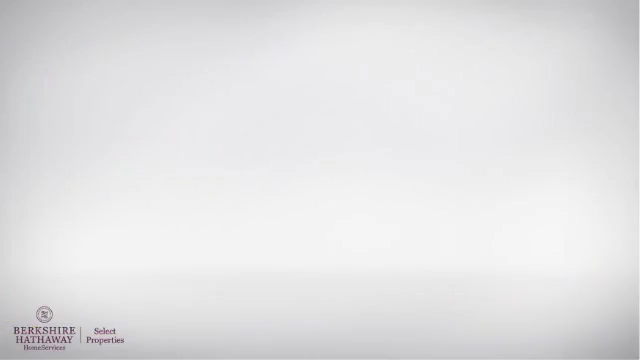 BERKSHIRE
HATHAWAY
HomeServices
Select
Properties